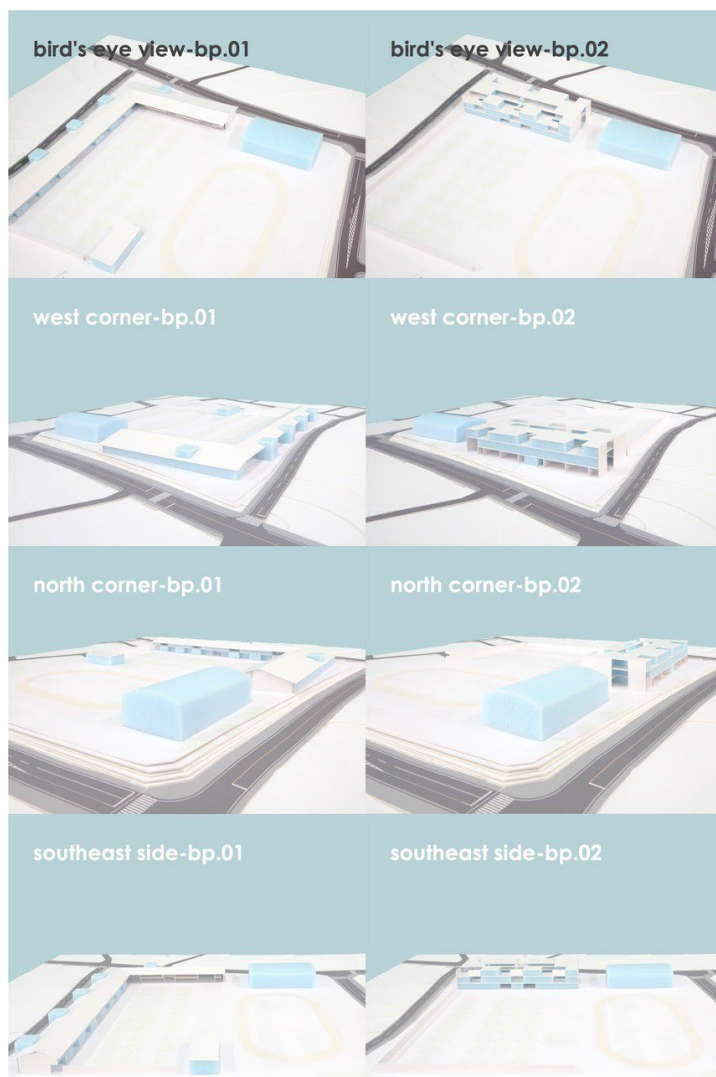 bird's eye view-bp.01
bird's eye view-bp.02
west corner-bp.01
west corner-bp.02
north corner-bp.01
north corner-bp.02
southeast side-bp.01
southeast side-bp.02